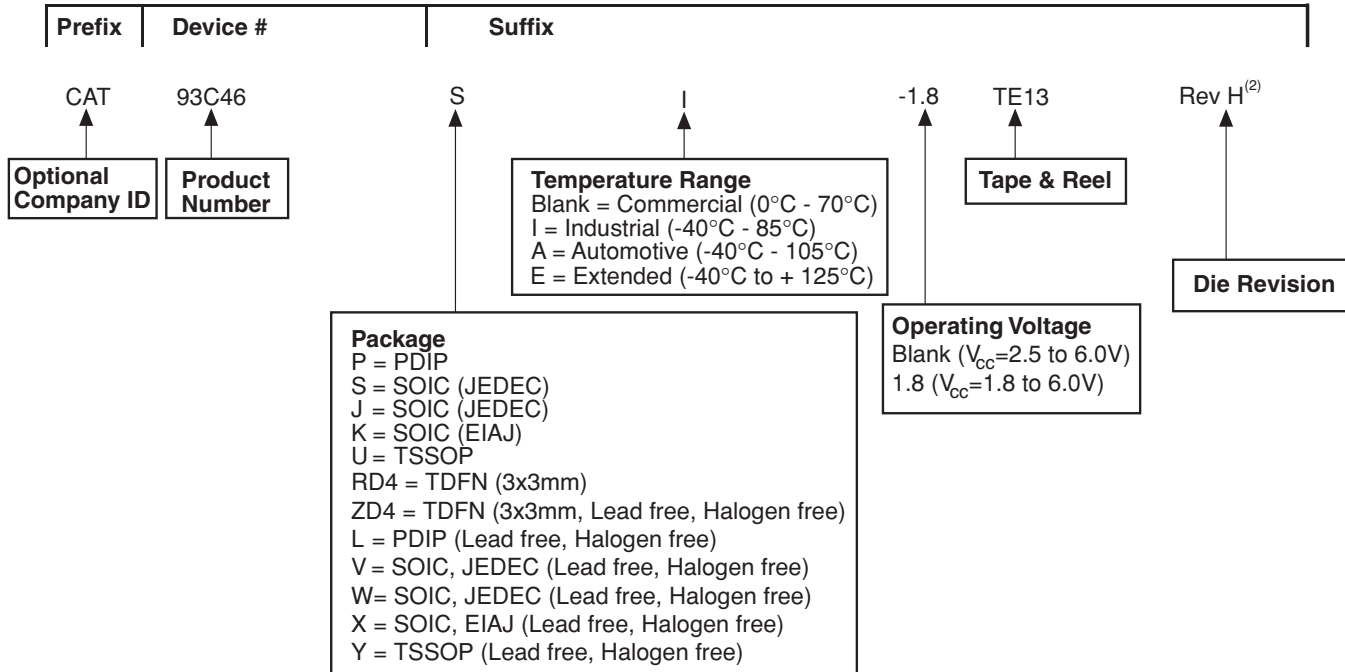 Prefix Device # Suffix
CAT 93C46 S I -1.8 TE13 Rev H(2)
Optional
Company ID
Product
Number
Temperature Range
Blank = Commercial (0°C - 70°C)
I = Industrial (-40°C - 85°C)
A = Automotive (-40°C - 105°C)
E = Extended (-40°C to + 125°C)
Tape & Reel
Die Revision
Package
P = PDIP
S = SOIC (JEDEC)
J = SOIC (JEDEC)
K = SOIC (EIAJ)
U = TSSOP
RD4 = TDFN (3x3mm)
ZD4 = TDFN (3x3mm, Lead free, Halogen free)
L = PDIP (Lead free, Halogen free)
V = SOIC, JEDEC (Lead free, Halogen free)
W= SOIC, JEDEC (Lead free, Halogen free)
X = SOIC, EIAJ (Lead free, Halogen free)
Y = TSSOP (Lead free, Halogen free)
Operating Voltage
Blank (Vcc=2.5 to 6.0V)
1.8 (Vcc=1.8 to 6.0V)